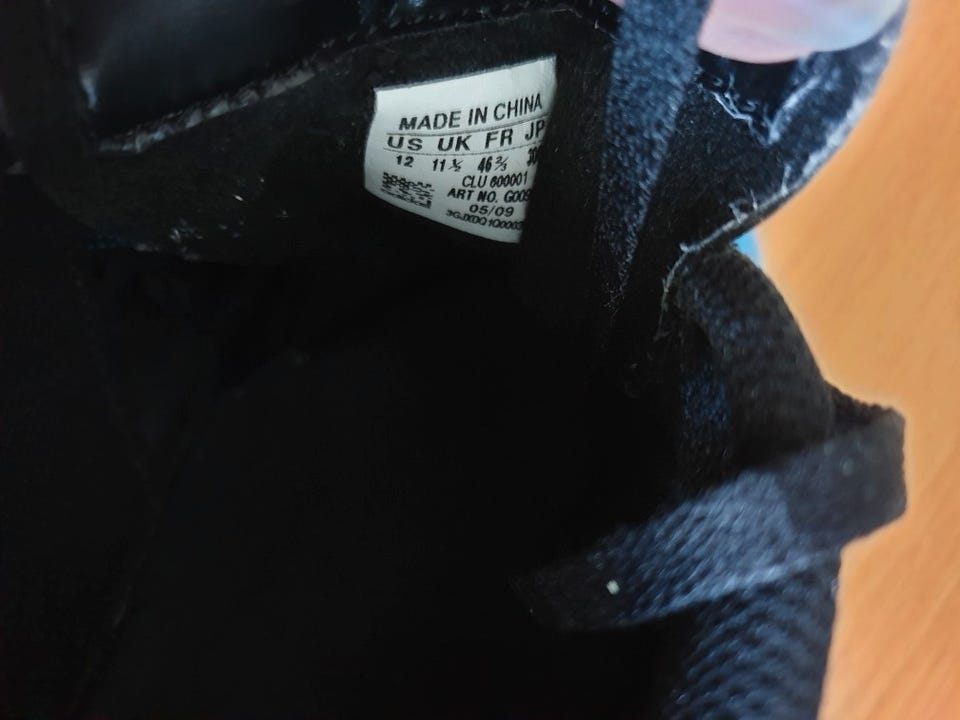 MADE IN CHINA
US UK FR JP
12 11½ 46⅔
CLU 600001
ART NO.
05/09